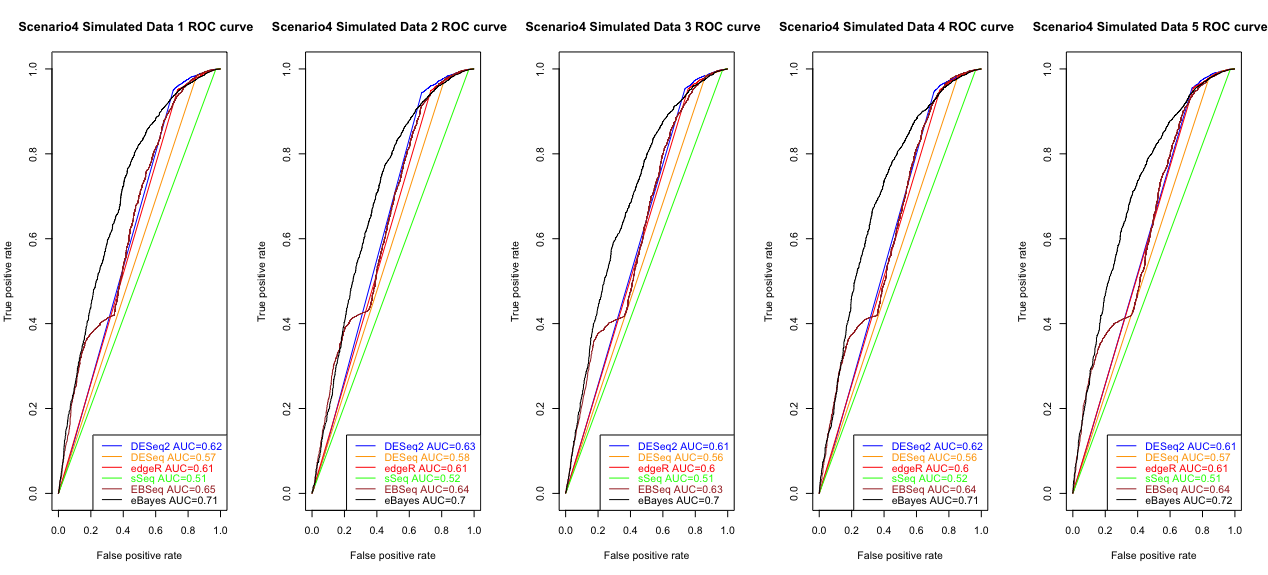 Scenario4 Simulated Data 1 ROC curve
True positive rate
1.0
0.8
0.6
0.4
0.2
0.0
DESeq2 AUC=0.62
DESeq AUC=0.57
edgeR AUC=0.61
sSeq AUC=0.51
EBSeq AUC=0.65
eBayes AUC=0.71
0.0 0.2 0.4 0.6 0.8 1.0
False positive rate
Scenario4 Simulated Data 2 ROC curve
True positive rate
1.0
0.8
0.6
0.4
0.2
0.0
DESeq2 AUC=0.63
DESeq AUC=0.58
edgeR AUC=0.61
sSeq AUC=0.52
EBSeq AUC=0.64
eBayes AUC=0.7
0.0 0.2 0.4 0.6 0.8 1.0
False positive rate
Scenario4 Simulated Data 3 ROC curve
True positive rate
1.0
0.8
0.6
0.4
0.2
0.0
DESeq2 AUC=0.61
DESeq AUC=0.56
edgeR AUC=0.6
sSeq AUC=0.51
EBSeq AUC=0.63
eBayes AUC=0.7
0.0 0.2 0.4 0.6 0.8 1.0
False positive rate
Scenario4 Simulated Data 4 ROC curve
True positive rate
1.0
0.8
0.6
0.4
0.2
0.0
DESeq2 AUC=0.62
DESeq AUC=0.56
edgeR AUC=0.6
sSeq AUC=0.52
EBSeq AUC=0.64
eBayes AUC=0.71
0.0 0.2 0.4 0.6 0.8 1.0
False positive rate
Scenario4 Simulated Data 5 ROC curve
True positive rate
1.0
0.8
0.6
0.4
0.2
0.0
DESeq2 AUC=0.61
DESeq AUC=0.57
edgeR AUC=0.61
sSeq AUC=0.51
EBSeq AUC=0.64
eBayes AUC=0.72
0.0 0.2 0.4 0.6 0.8 1.0
False positive rate